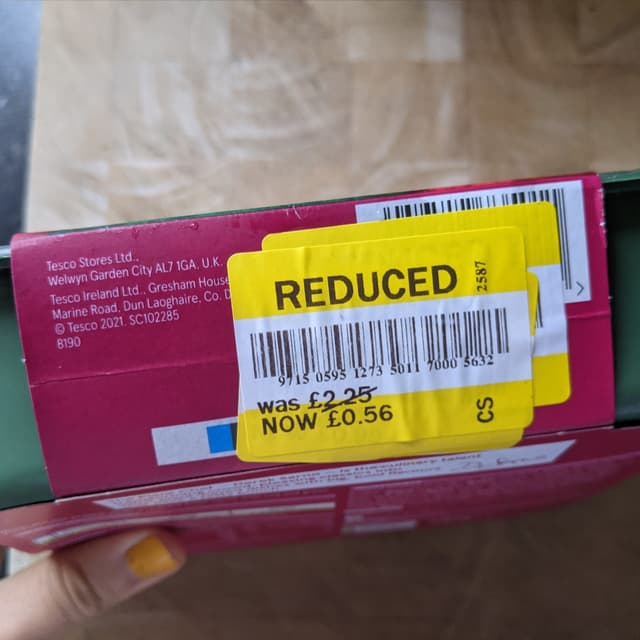 Tesco Stores Ltd.,
Welwyn Garden City AL7 1GA, U.K.
Tesco Ireland Ltd., Gresham House
Marine Road, Dun Laoghaire, Co. D
© Tesco 2021. SC102285
8190
REDUCED
2587
9715 0595 1273 5011 7000 5632
was £2.25
NOW £0.56
CS